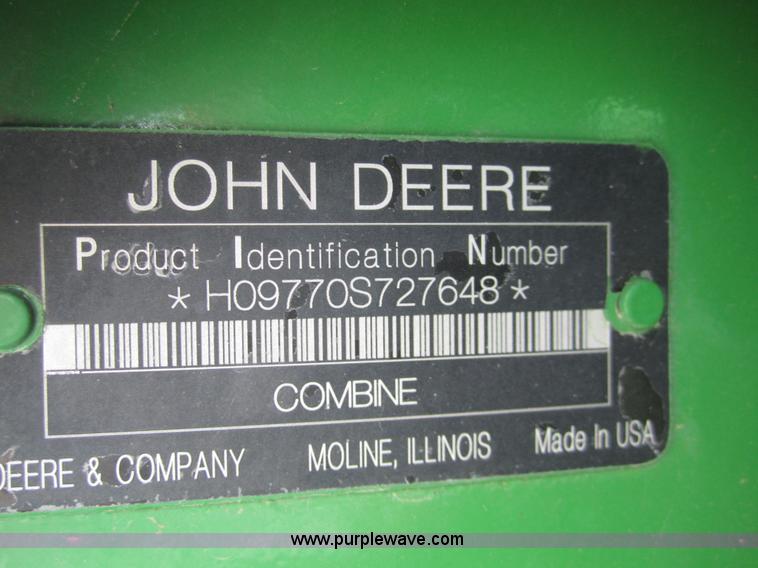 JOHN DEERE
Product Identification Number
* H09770S727648 *
COMBINE
DEERE & COMPANY MOLINE, ILLINOIS Made In USA
www.purplewave.com